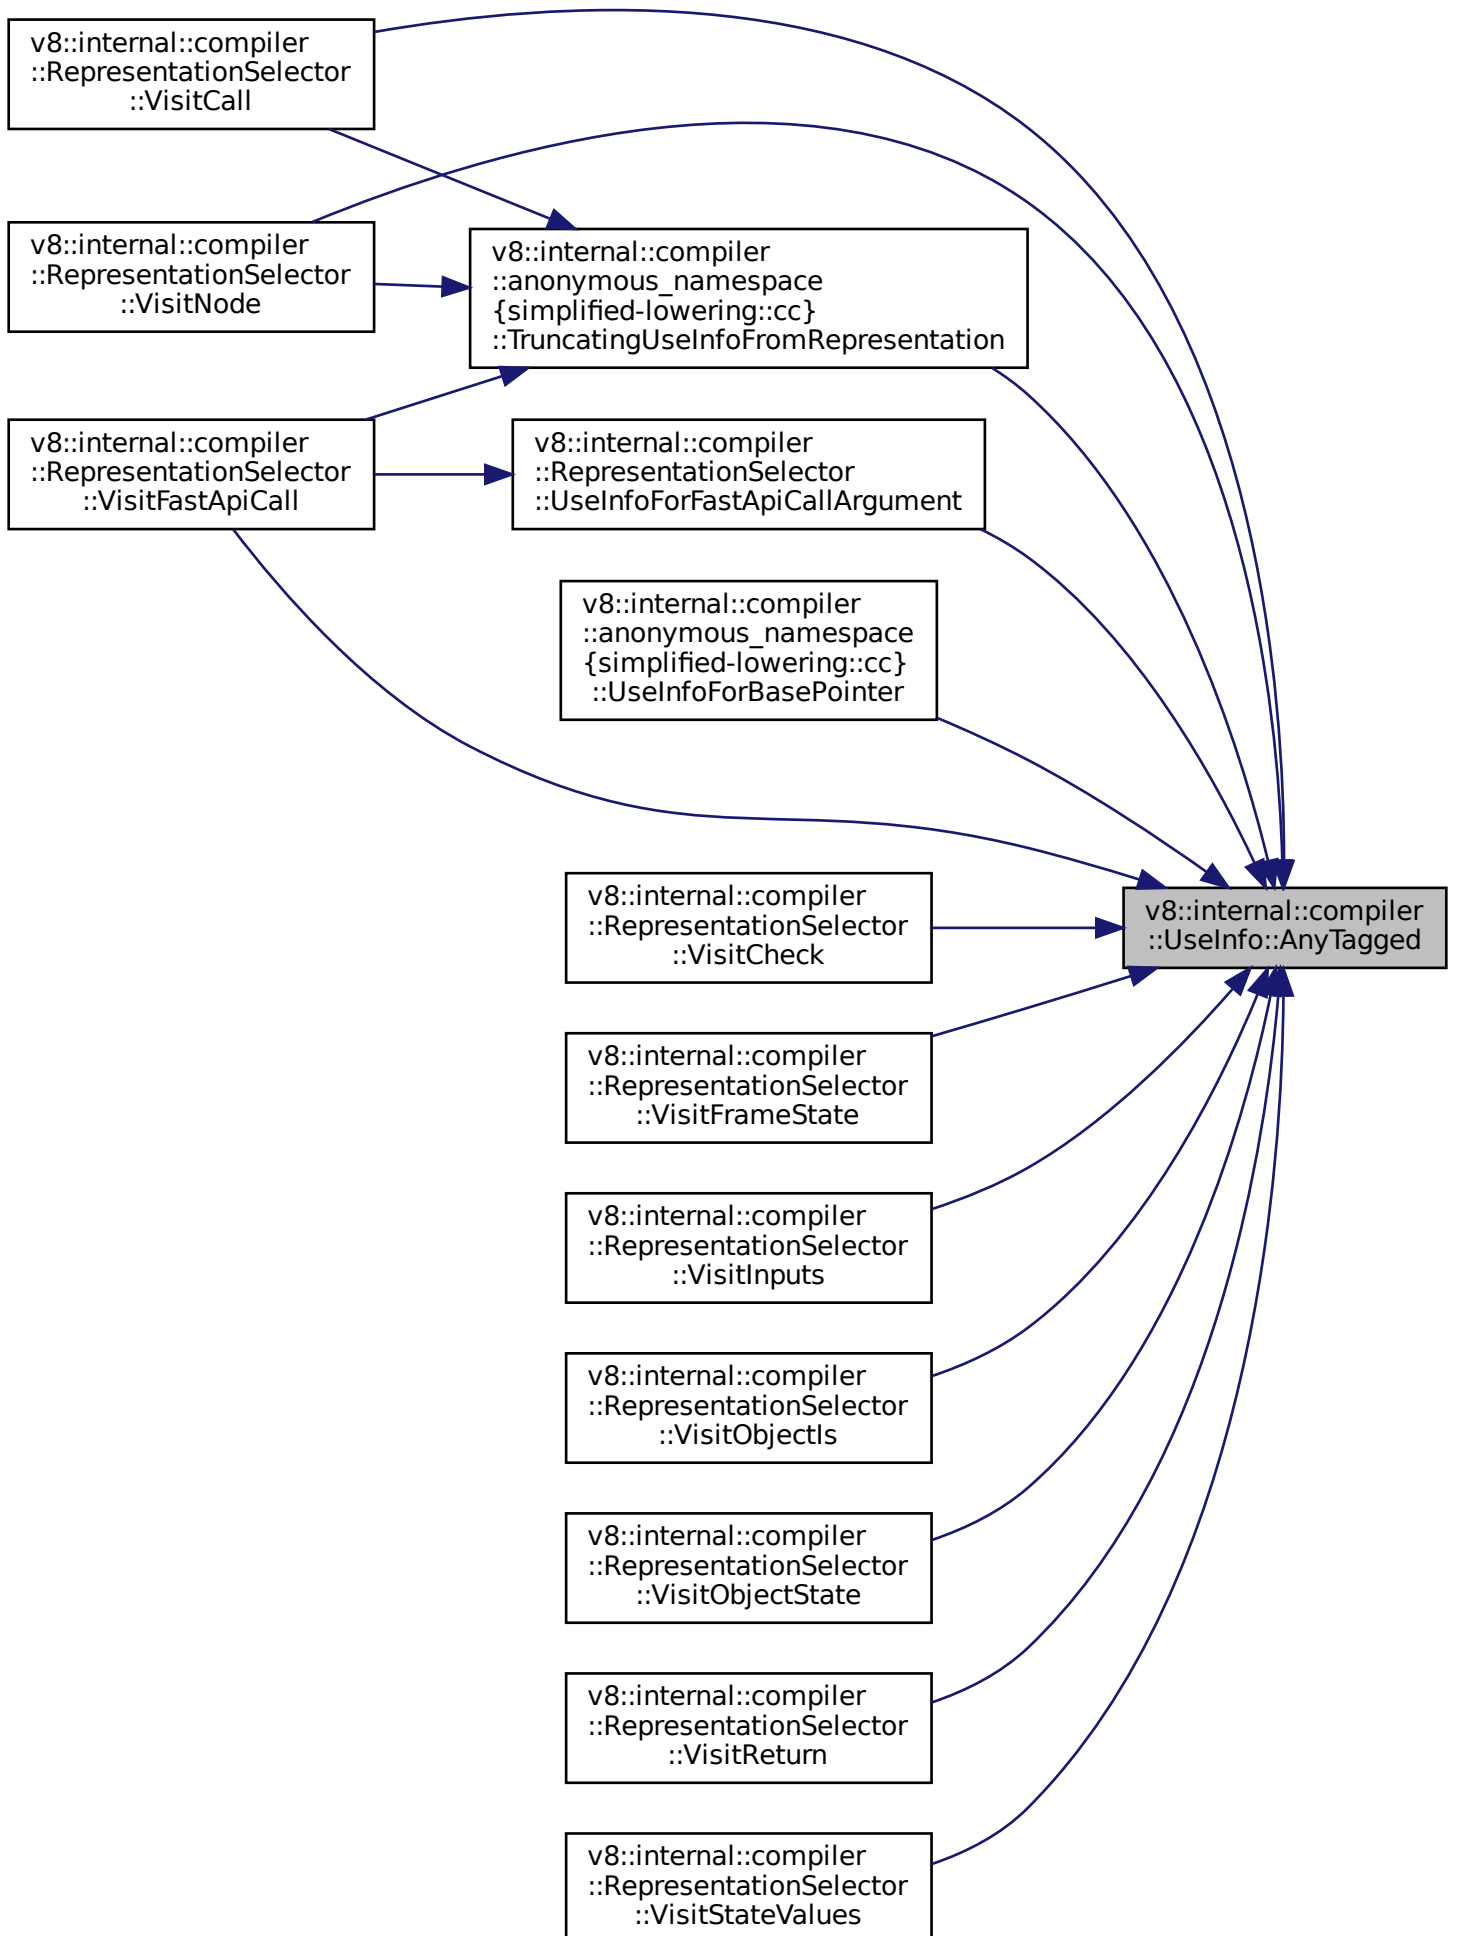 v8::internal::compiler
::RepresentationSelector
::VisitCall
v8::internal::compiler
::RepresentationSelector
::VisitNode
v8::internal::compiler
::anonymous_namespace
{simplified-lowering::cc}
::TruncatingUseInfoFromRepresentation
v8::internal::compiler
::RepresentationSelector
::VisitFastApiCall
v8::internal::compiler
::RepresentationSelector
::UseInfoForFastApiCallArgument
v8::internal::compiler
::anonymous_namespace
{simplified-lowering::cc}
::UseInfoForBasePointer
v8::internal::compiler
::RepresentationSelector
::VisitCheck
v8::internal::compiler
::UseInfo::AnyTagged
v8::internal::compiler
::RepresentationSelector
::VisitFrameState
v8::internal::compiler
::RepresentationSelector
::VisitInputs
v8::internal::compiler
::RepresentationSelector
::VisitObjectIs
v8::internal::compiler
::RepresentationSelector
::VisitObjectState
v8::internal::compiler
::RepresentationSelector
::VisitReturn
v8::internal::compiler
::RepresentationSelector
::VisitStateValues